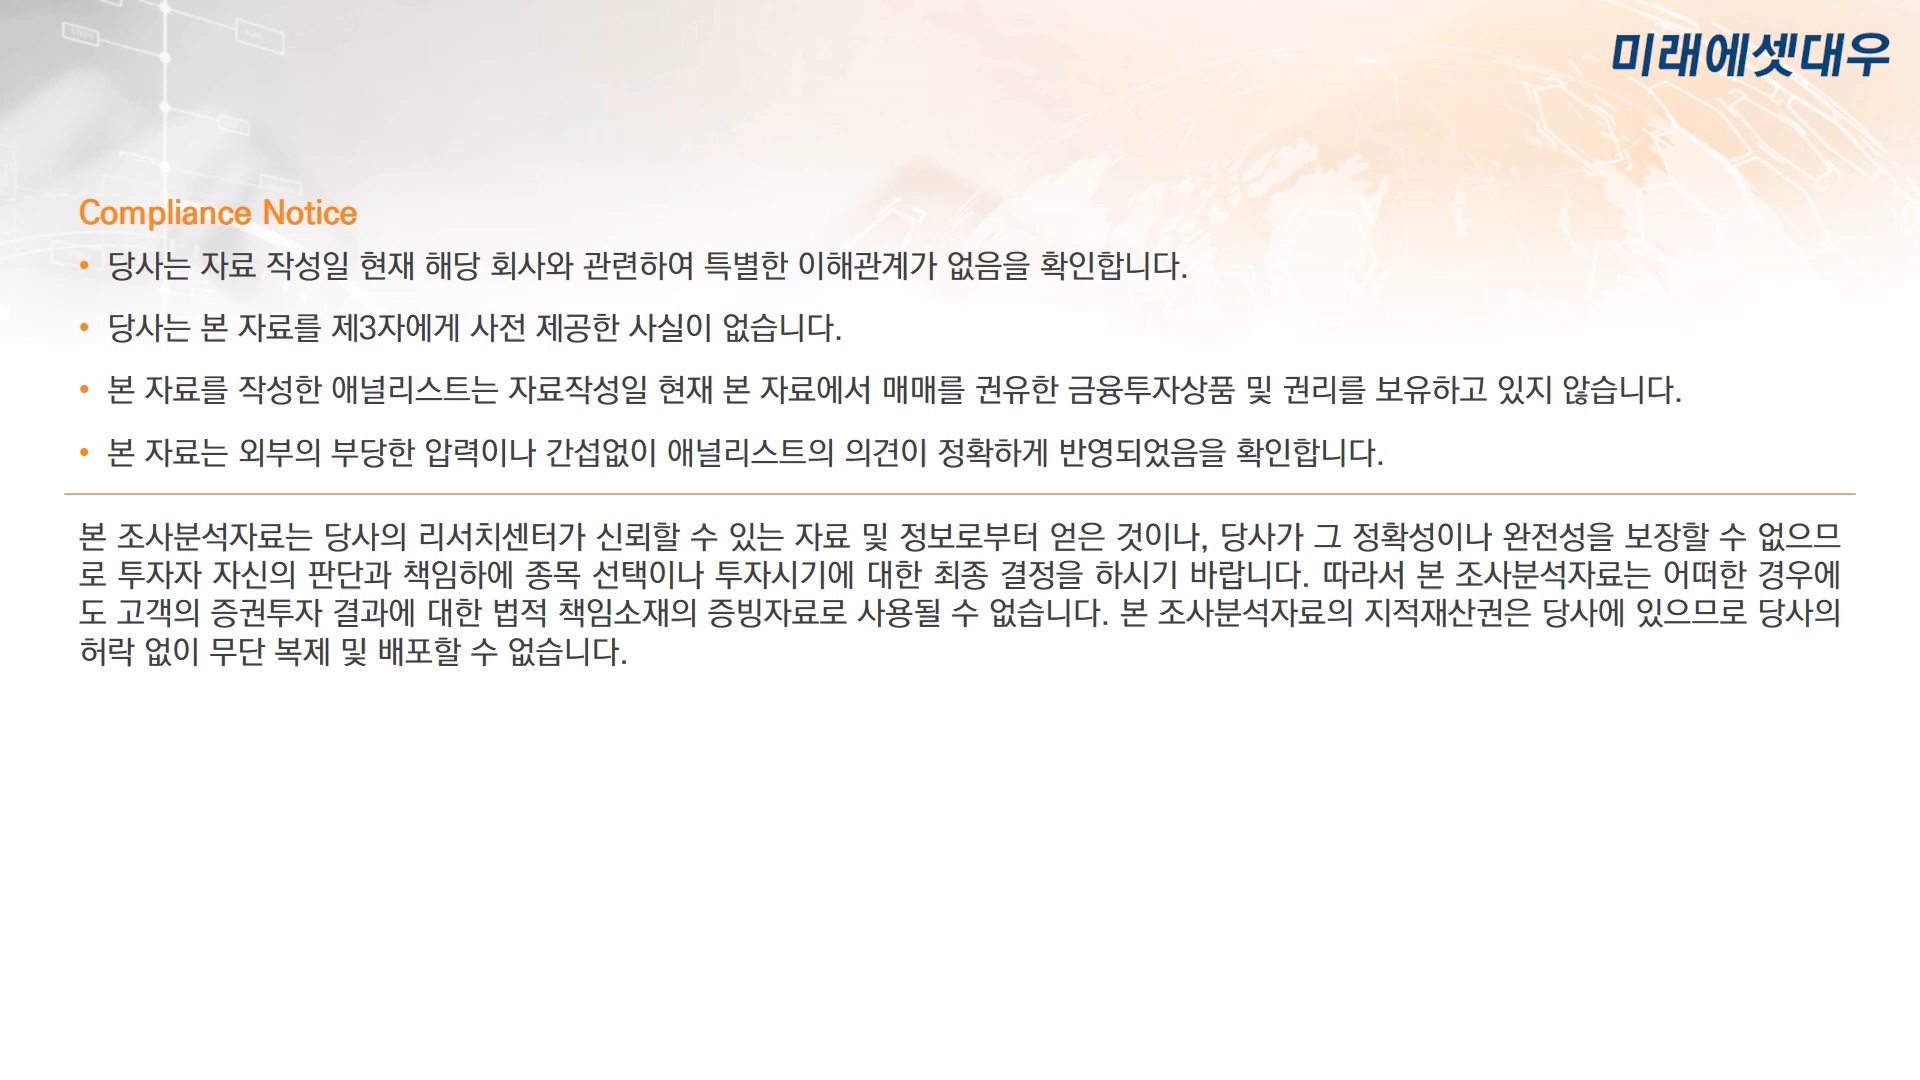 미래에셋대우
Compliance Notice
• 당사는 자료 작성일 현재 해당 회사와 관련하여 특별한 이해관계가 없음을 확인합니다.
• 당사는 본 자료를 제3자에게 사전 제공한 사실이 없습니다.
• 본 자료를 작성한 애널리스트는 자료작성일 현재 본 자료에서 매매를 권유한 금융투자상품 및 권리를 보유하고 있지 않습니다.
• 본 자료는 외부의 부당한 압력이나 간섭없이 애널리스트의 의견이 정확하게 반영되었음을 확인합니다.
본 조사분석자료는 당사의 리서치센터가 신뢰할 수 있는 자료 및 정보로부터 얻은 것이나, 당사가 그 정확성이나 완전성을 보장할 수 없으므
로 투자자 자신의 판단과 책임하에 종목 선택이나 투자시기에 대한 최종 결정을 하시기 바랍니다. 따라서 본 조사분석자료는 어떠한 경우에
도 고객의 증권투자 결과에 대한 법적 책임소재의 증빙자료로 사용될 수 없습니다. 본 조사분석자료의 지적재산권은 당사에 있으므로 당사의
허락 없이 무단 복제 및 배포할 수 없습니다.